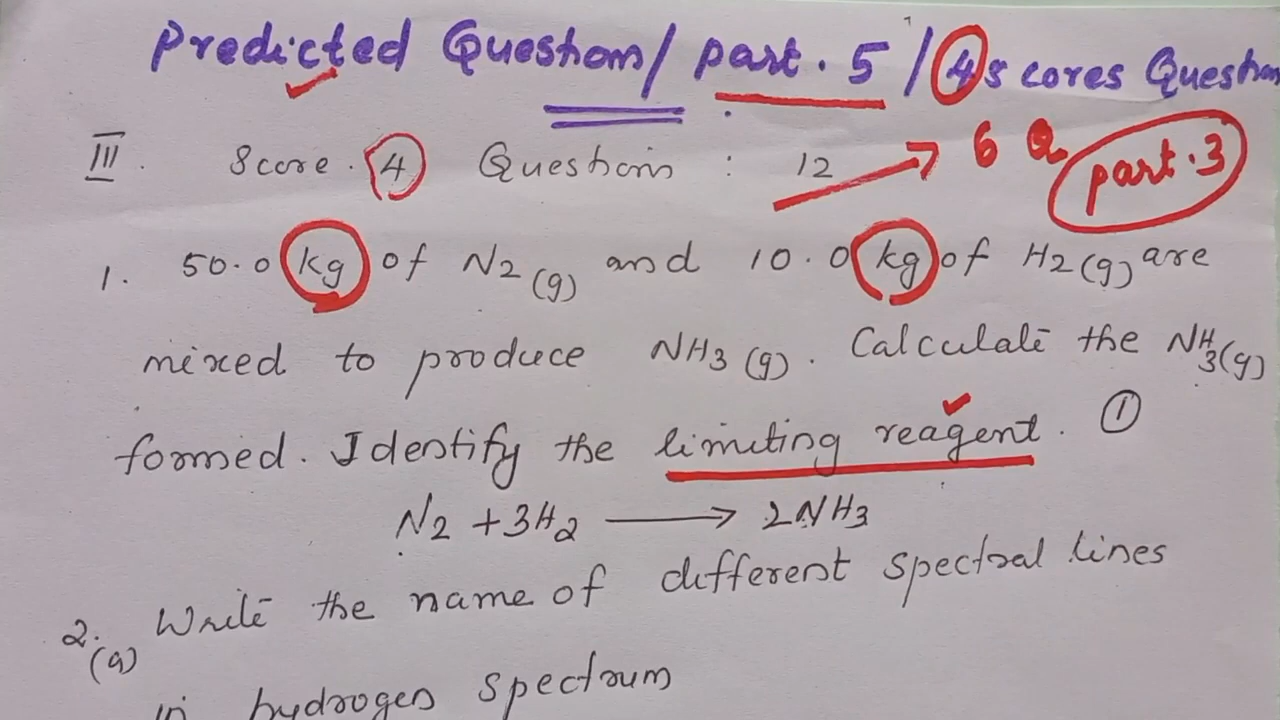 Predicted Question/ part. 5 / 4 scores Question
III. Score. 4 Questions : 12 → 6 Q part.3
1. 50.0 kg of N2(g) and 10.0 kg of H2(g) are
mixed to produce NH3(g). Calculate the NH3(g)
formed. Identify the limiting reagent. ①
N2 + 3H2 ⟶ 2NH3
2. (a) Write the name of different spectral lines
in hydrogen spectrum